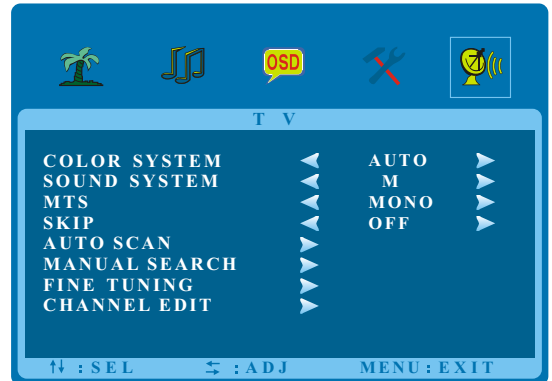 OSD
T V
COLOR SYSTEM AUTO
SOUND SYSTEM M
MTS MONO
SKIP OFF
AUTO SCAN
MANUAL SEARCH
FINE TUNING
CHANNEL EDIT
: SEL : ADJ MENU : EXIT